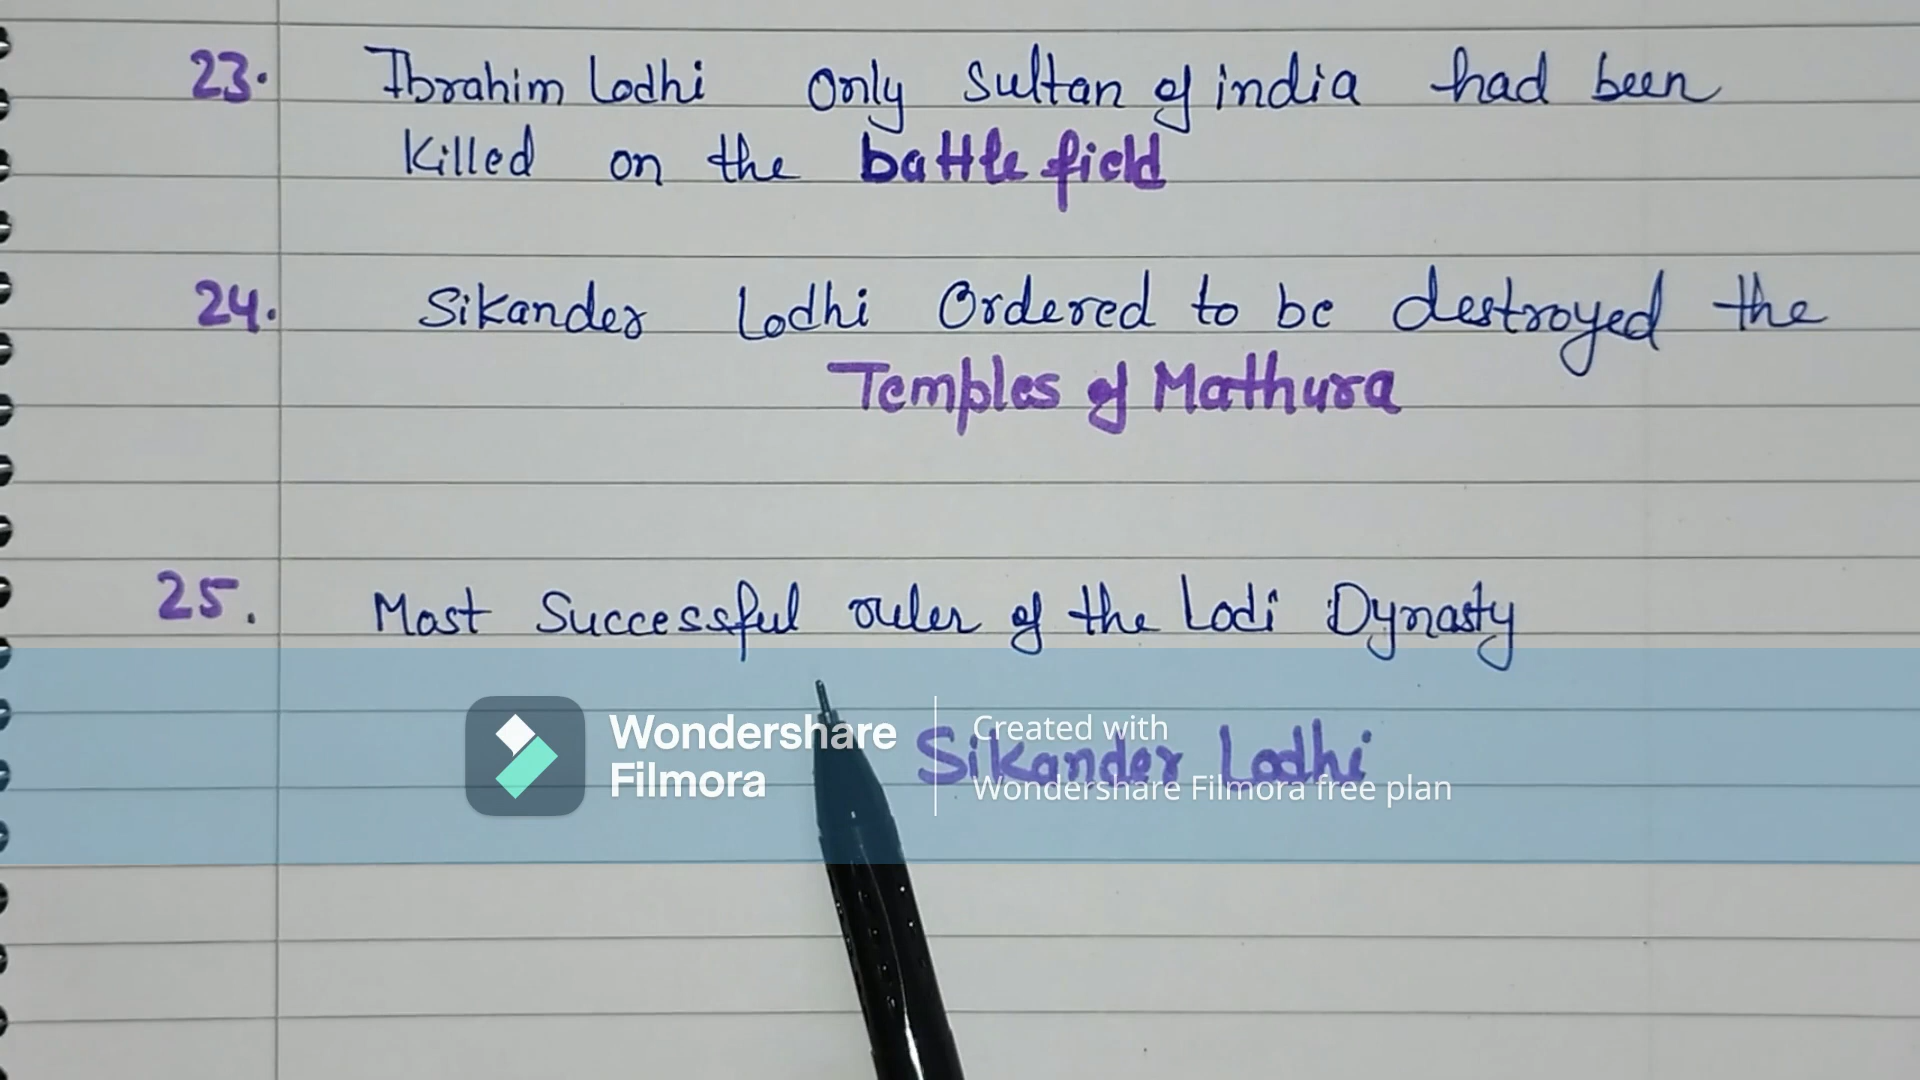 23. Ibrahim Lodhi Only Sultan of india had been
Killed on the battle field
24. Sikander Lodhi Ordered to be destroyed the
Temples of Mathura
25. Most Successful ruler of the Lodi Dynasty
Sikander Lodhi
Wondershare
Filmora
Created with
Wondershare Filmora free plan